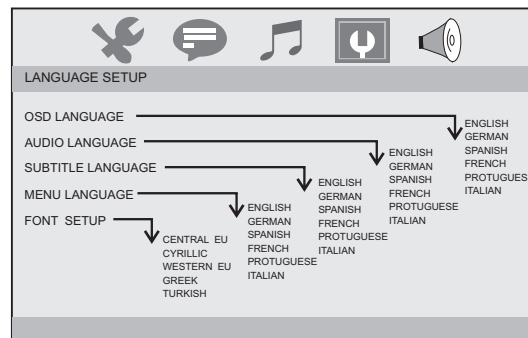 LANGUAGE SETUP
OSD LANGUAGE
ENGLISH
GERMAN
SPANISH
FRENCH
PROTUGUES
ITALIAN
AUDIO LANGUAGE
ENGLISH
GERMAN
SPANISH
FRENCH
PROTUGUESE
ITALIAN
SUBTITLE LANGUAGE
ENGLISH
GERMAN
SPANISH
FRENCH
PROTUGUESE
ITALIAN
MENU LANGUAGE
ENGLISH
GERMAN
SPANISH
FRENCH
PROTUGUESE
ITALIAN
FONT SETUP
CENTRAL EU
CYRILLIC
WESTERN EU
GREEK
TURKISH